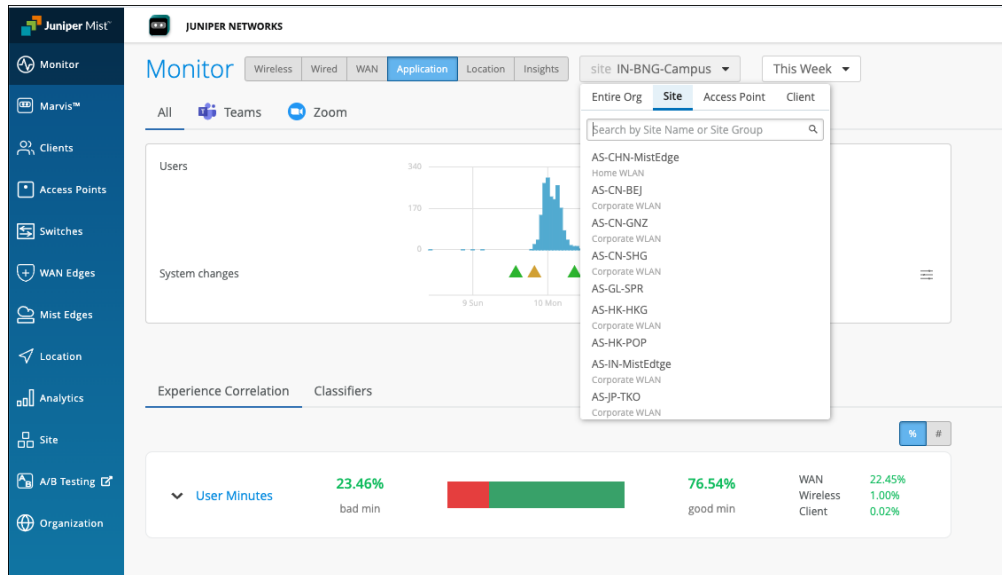 Juniper Mist™
JUNIPER NETWORKS
Monitor
Marvis™
Clients
Access Points
Switches
WAN Edges
Mist Edges
Location
Analytics
Site
A/B Testing
Organization
Monitor
Wireless Wired WAN Application Location Insights
site IN-BNG-Campus
This Week
All Teams Zoom
Entire Org Site Access Point Client
Search by Site Name or Site Group
AS-CHN-MistEdge
Home WLAN
AS-CN-BEJ
Corporate WLAN
AS-CN-GNZ
Corporate WLAN
AS-CN-SHG
Corporate WLAN
AS-GL-SPR
AS-HK-HKG
Corporate WLAN
AS-HK-POP
AS-IN-MistEdtge
Corporate WLAN
AS-JP-TKO
Corporate WLAN
Users
340
170
0
System changes
9 Sun 10 Mon
Experience Correlation Classifiers
% #
User Minutes
23.46%
bad min
76.54%
good min
WAN 22.45%
Wireless 1.00%
Client 0.02%